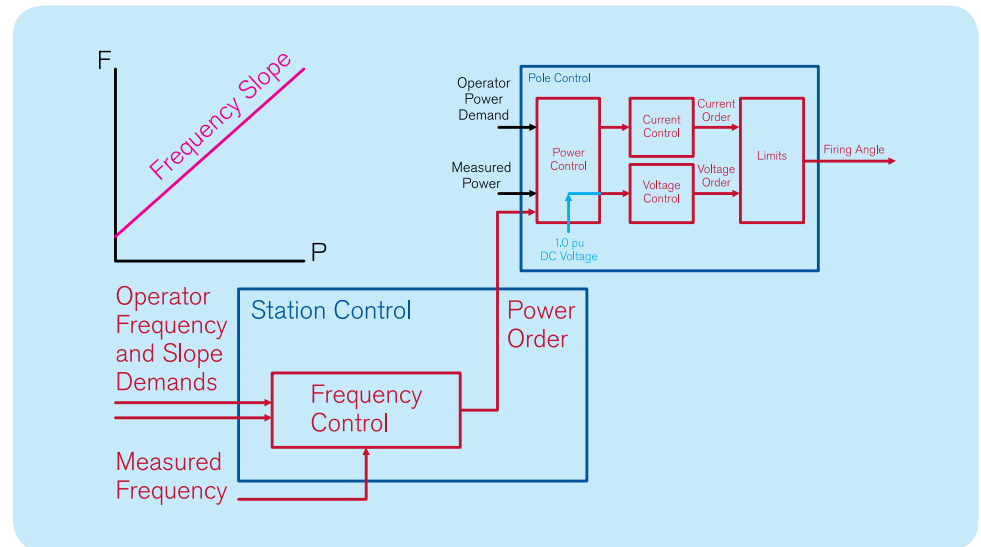 F
Frequency Slope
P
Pole Control
Operator
Power
Demand
Measured
Power
Power
Control
1.0 pu
DC Voltage
Current
Control
Current
Order
Voltage
Control
Voltage
Order
Limits
Firing Angle
Operator
Frequency
and Slope
Demands
Measured
Frequency
Station Control
Frequency
Control
Power
Order